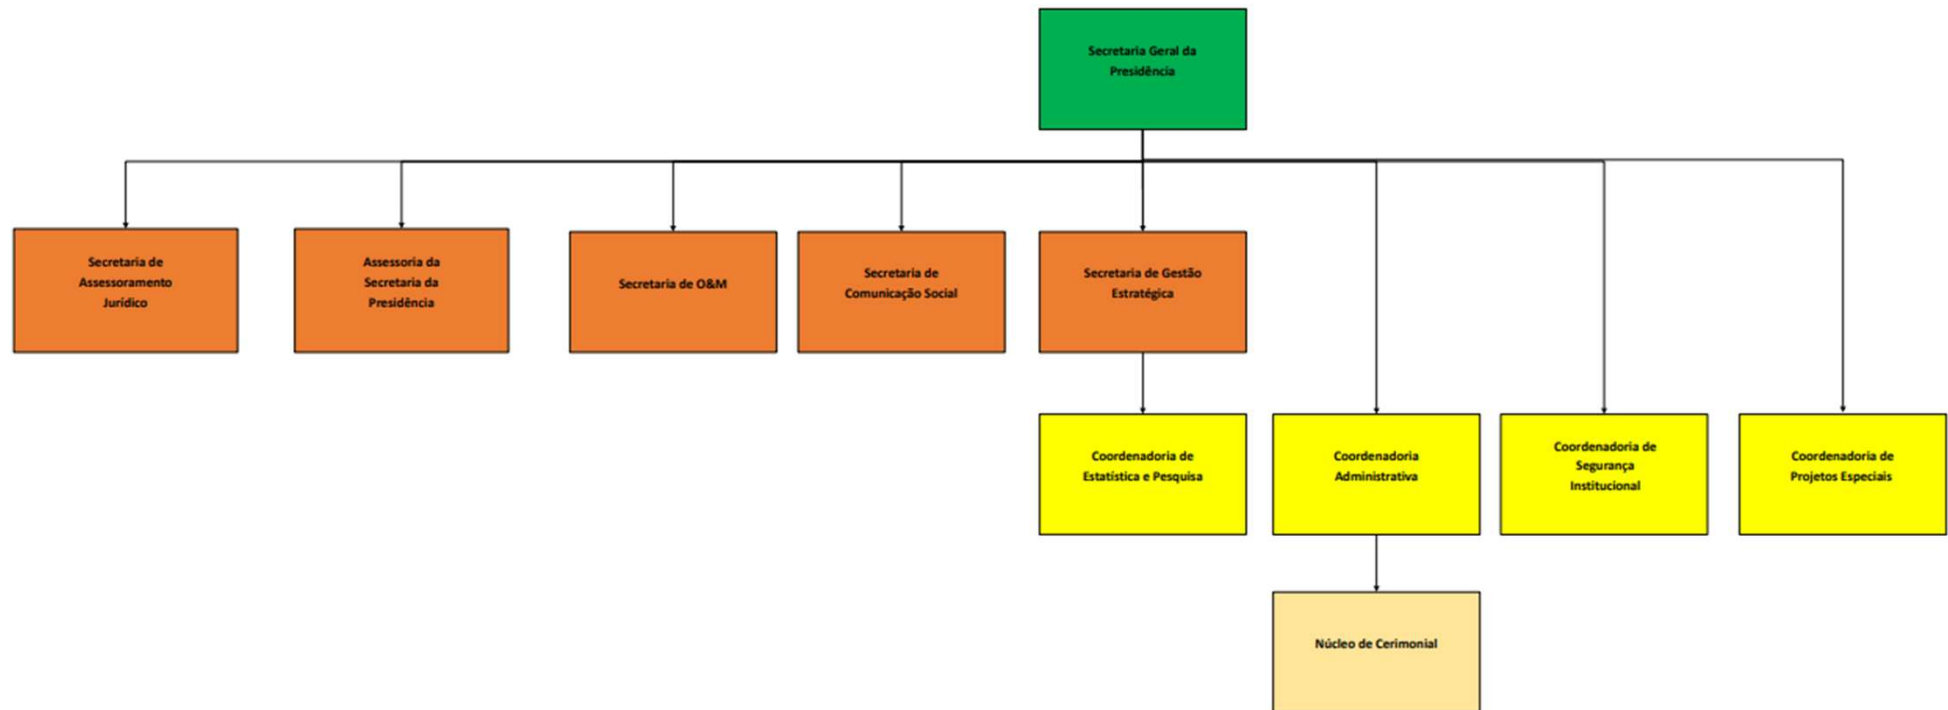 Secretaria Geral da
Presidência
Secretaria de
Assessoramento
Jurídico
Assessoria da
Secretaria da
Presidência
Secretaria de O&M
Secretaria de
Comunicação Social
Secretaria de Gestão
Estratégica
Coordenadoria de
Estatística e Pesquisa
Coordenadoria
Administrativa
Coordenadoria de
Segurança
Institucional
Coordenadoria de
Projetos Especiais
Núcleo de Cerimonial